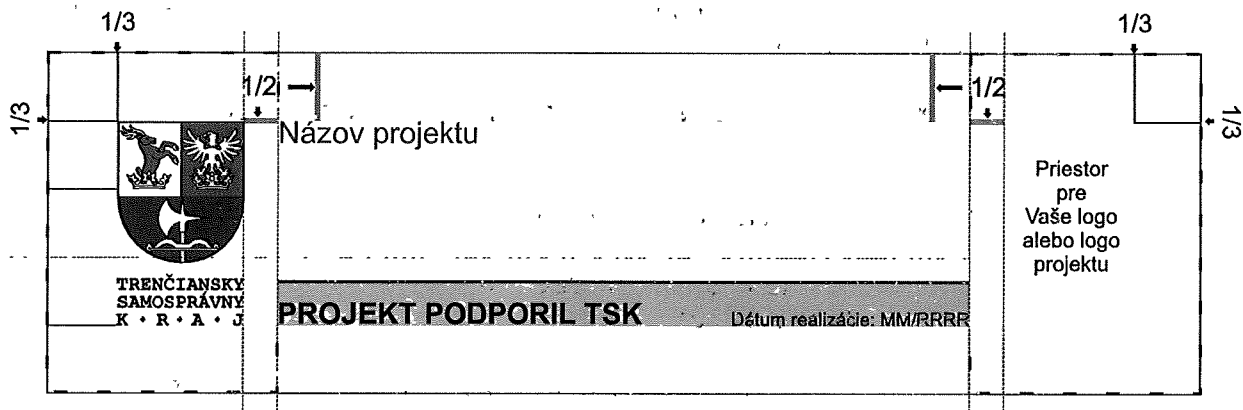 1/3
1/3
1/2
1/2
1/3
1/3
Názov projektu
Priestor
pre
Vaše logo
alebo logo
projektu
TRENČIANSKY
SAMOSPRÁVNY
K • R • A • J
PROJEKT PODPORIL TSK
Dátum realizácie: MM/RRRR